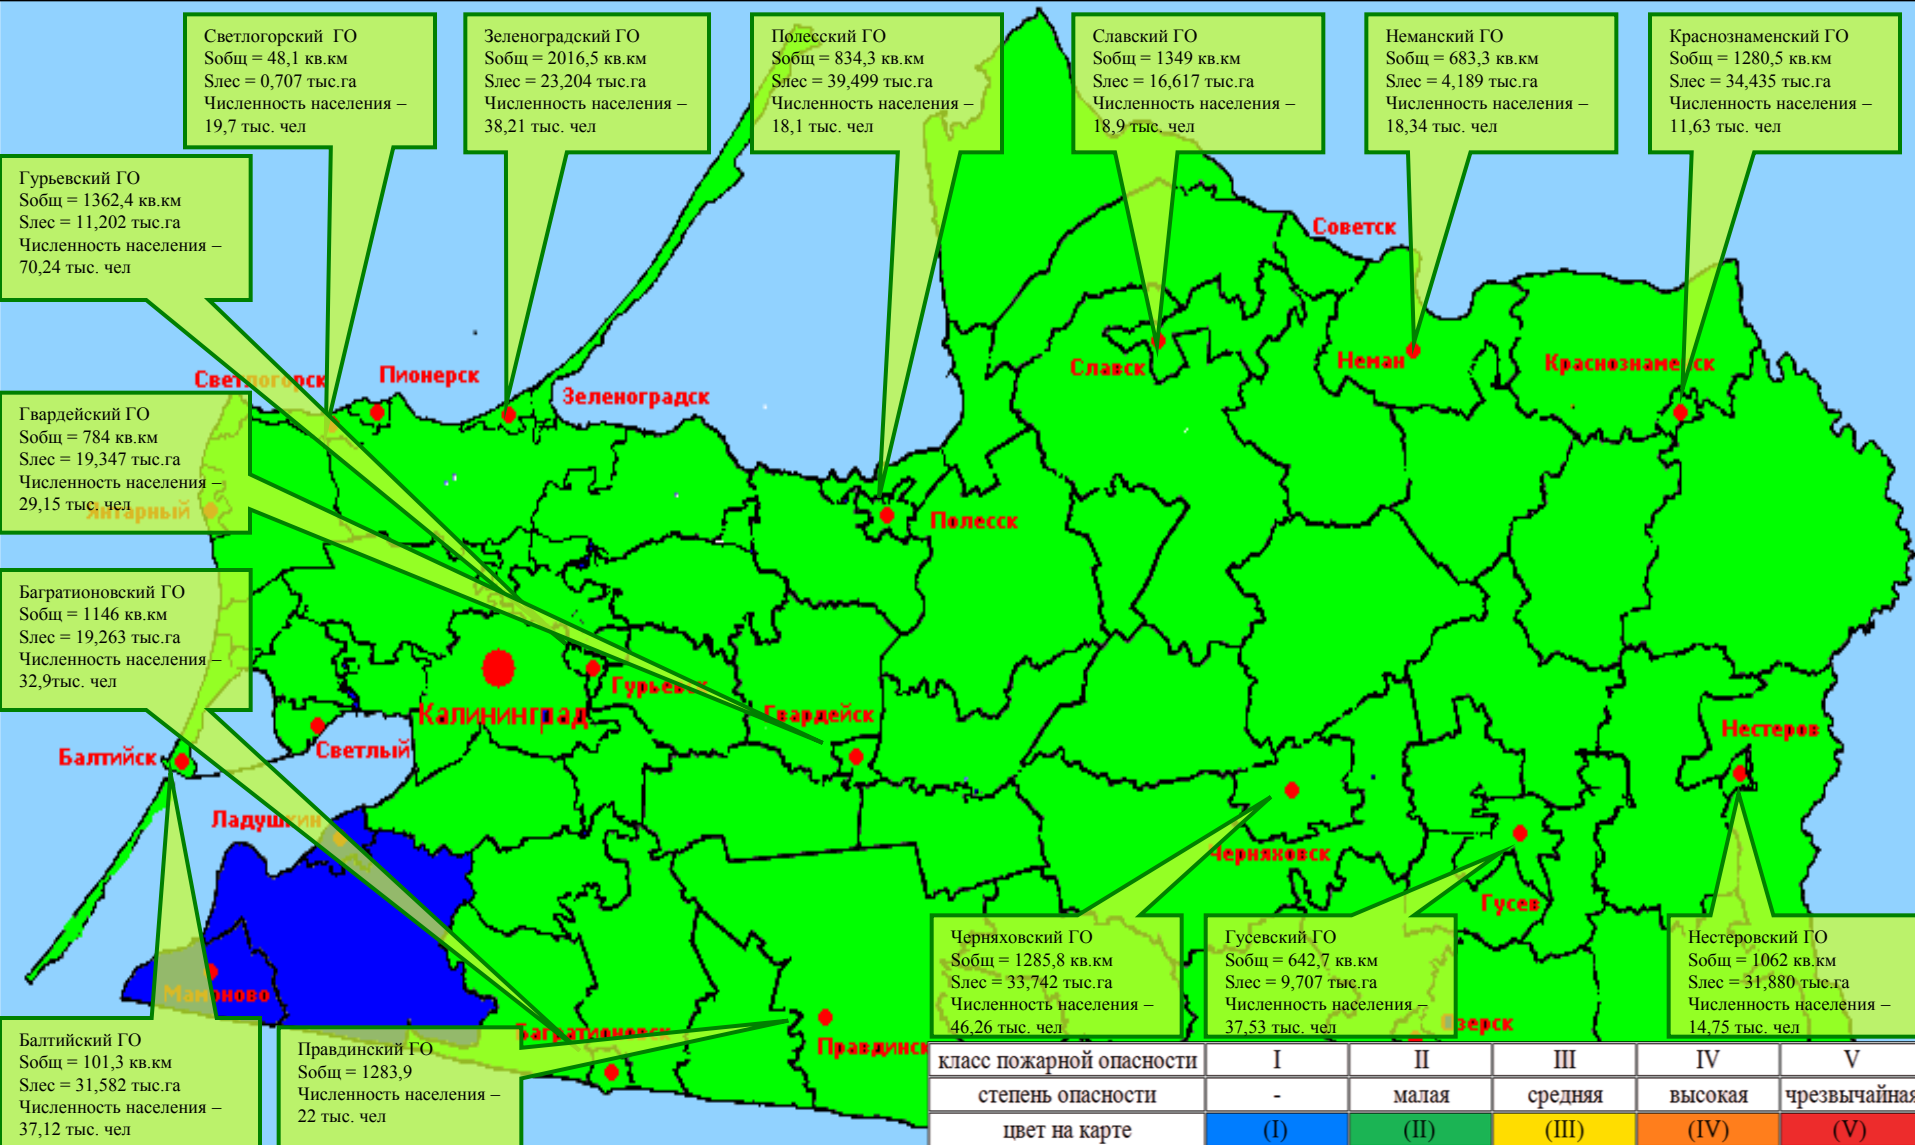 Светлогорский ГО
Sобщ = 48,1 кв.км
Sлес = 0,707 тыс.га
Численность населения –
19,7 тыс. чел
Зеленоградский ГО
Sобщ = 2016,5 кв.км
Sлес = 23,204 тыс.га
Численность населения –
38,21 тыс. чел
Полесский ГО
Sобщ = 834,3 кв.км
Sлес = 39,499 тыс.га
Численность населения –
18,1 тыс. чел
Славский ГО
Sобщ = 1349 кв.км
Sлес = 16,617 тыс.га
Численность населения –
18,9 тыс. чел
Неманский ГО
Sобщ = 683,3 кв.км
Sлес = 4,189 тыс.га
Численность населения –
18,34 тыс. чел
Краснознаменский ГО
Sобщ = 1280,5 кв.км
Sлес = 34,435 тыс.га
Численность населения –
11,63 тыс. чел
Гурьевский ГО
Sобщ = 1362,4 кв.км
Sлес = 11,202 тыс.га
Численность населения –
70,24 тыс. чел
Советск
Славск
Неман
Краснознаменск
Светлогорск
Пионерск
Зеленоградск
Гвардейский ГО
Sобщ = 784 кв.км
Sлес = 19,347 тыс.га
Численность населения –
29,15 тыс. чел
Янтарный
Полесск
Багратионовский ГО
Sобщ = 1146 кв.км
Sлес = 19,263 тыс.га
Численность населения –
32,9тыс. чел
Гурьевск
Калининград
Гвардейск
Нестеров
Балтийск
Светлый
Ладушкин
Черняховск
Гусев
Мамоново
Черняховский ГО
Sобщ = 1285,8 кв.км
Sлес = 33,742 тыс.га
Численность населения –
46,26 тыс. чел
Гусевский ГО
Sобщ = 642,7 кв.км
Sлес = 9,707 тыс.га
Численность населения –
37,53 тыс. чел
Нестеровский ГО
Sобщ = 1062 кв.км
Sлес = 31,880 тыс.га
Численность населения –
14,75 тыс. чел
Озерск
Багратионовск
Правдинск
Балтийский ГО
Sобщ = 101,3 кв.км
Sлес = 31,582 тыс.га
Численность населения –
37,12 тыс. чел
Правдинский ГО
Sобщ = 1283,9
Численность населения –
22 тыс. чел
класс пожарной опасности I II III IV V
степень опасности - малая средняя высокая чрезвычайная
цвет на карте (I) (II) (III) (IV) (V)